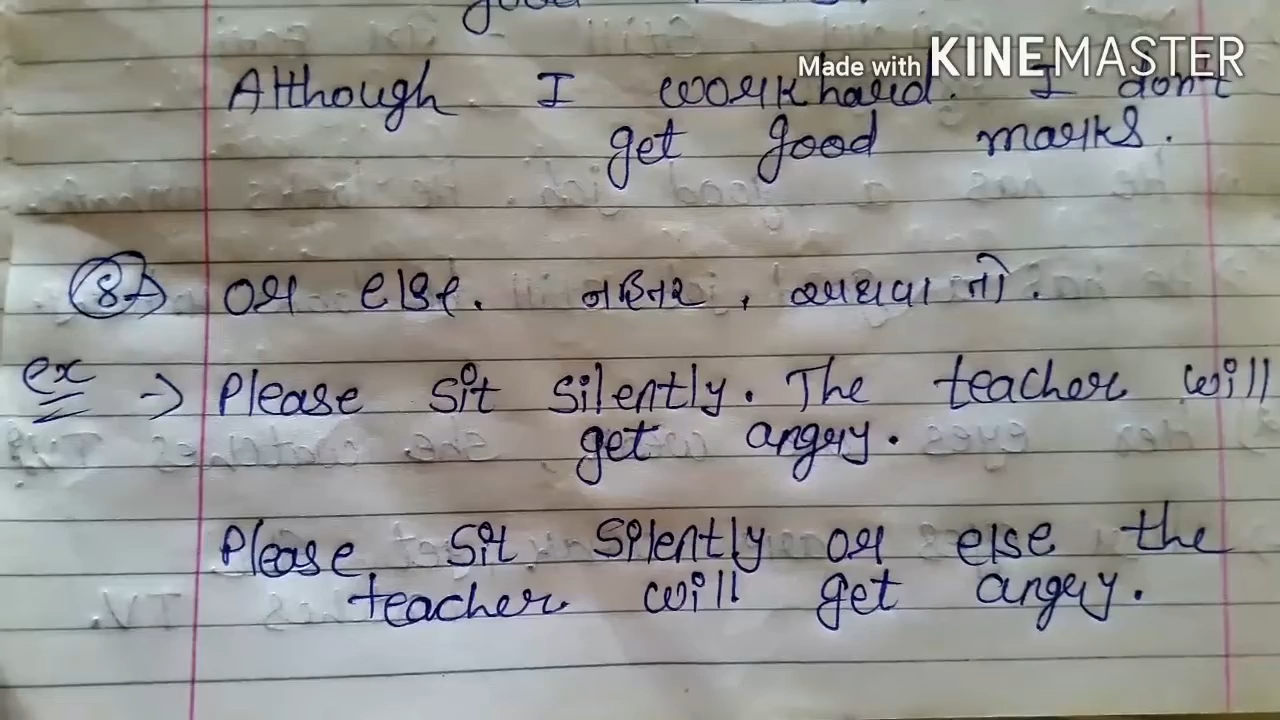 good
Made with KINEMASTER
Although I work hard. I don't
get good marks.
8→ or else. નહિતર, અથવા તો.
ex → Please sit silently. The teacher will
get angry.
Please sit silently or else the
teacher will get angry.